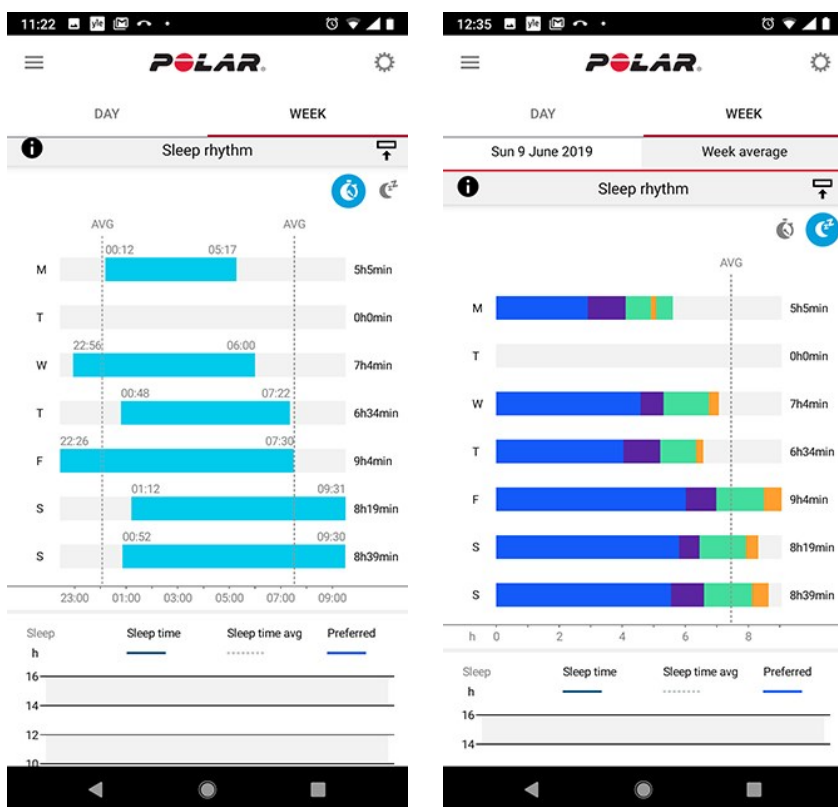 11:22 yle
POLAR
DAY WEEK
Sleep rhythm
AVG AVG
00:12 05:17
M 5h5min
T 0h0min
22:56 06:00
W 7h4min
00:48 07:22
T 6h34min
22:26 07:30
F 9h4min
01:12 09:31
S 8h19min
00:52 09:30
S 8h39min
23:00 01:00 03:00 05:00 07:00 09:00
Sleep Sleep time Sleep time avg Preferred
h
16
14
12
10
12:35 yle
POLAR
DAY WEEK
Sun 9 June 2019 Week average
Sleep rhythm
AVG
M 5h5min
T 0h0min
W 7h4min
T 6h34min
F 9h4min
S 8h19min
S 8h39min
h 0 2 4 6 8
Sleep Sleep time Sleep time avg Preferred
h
16
14